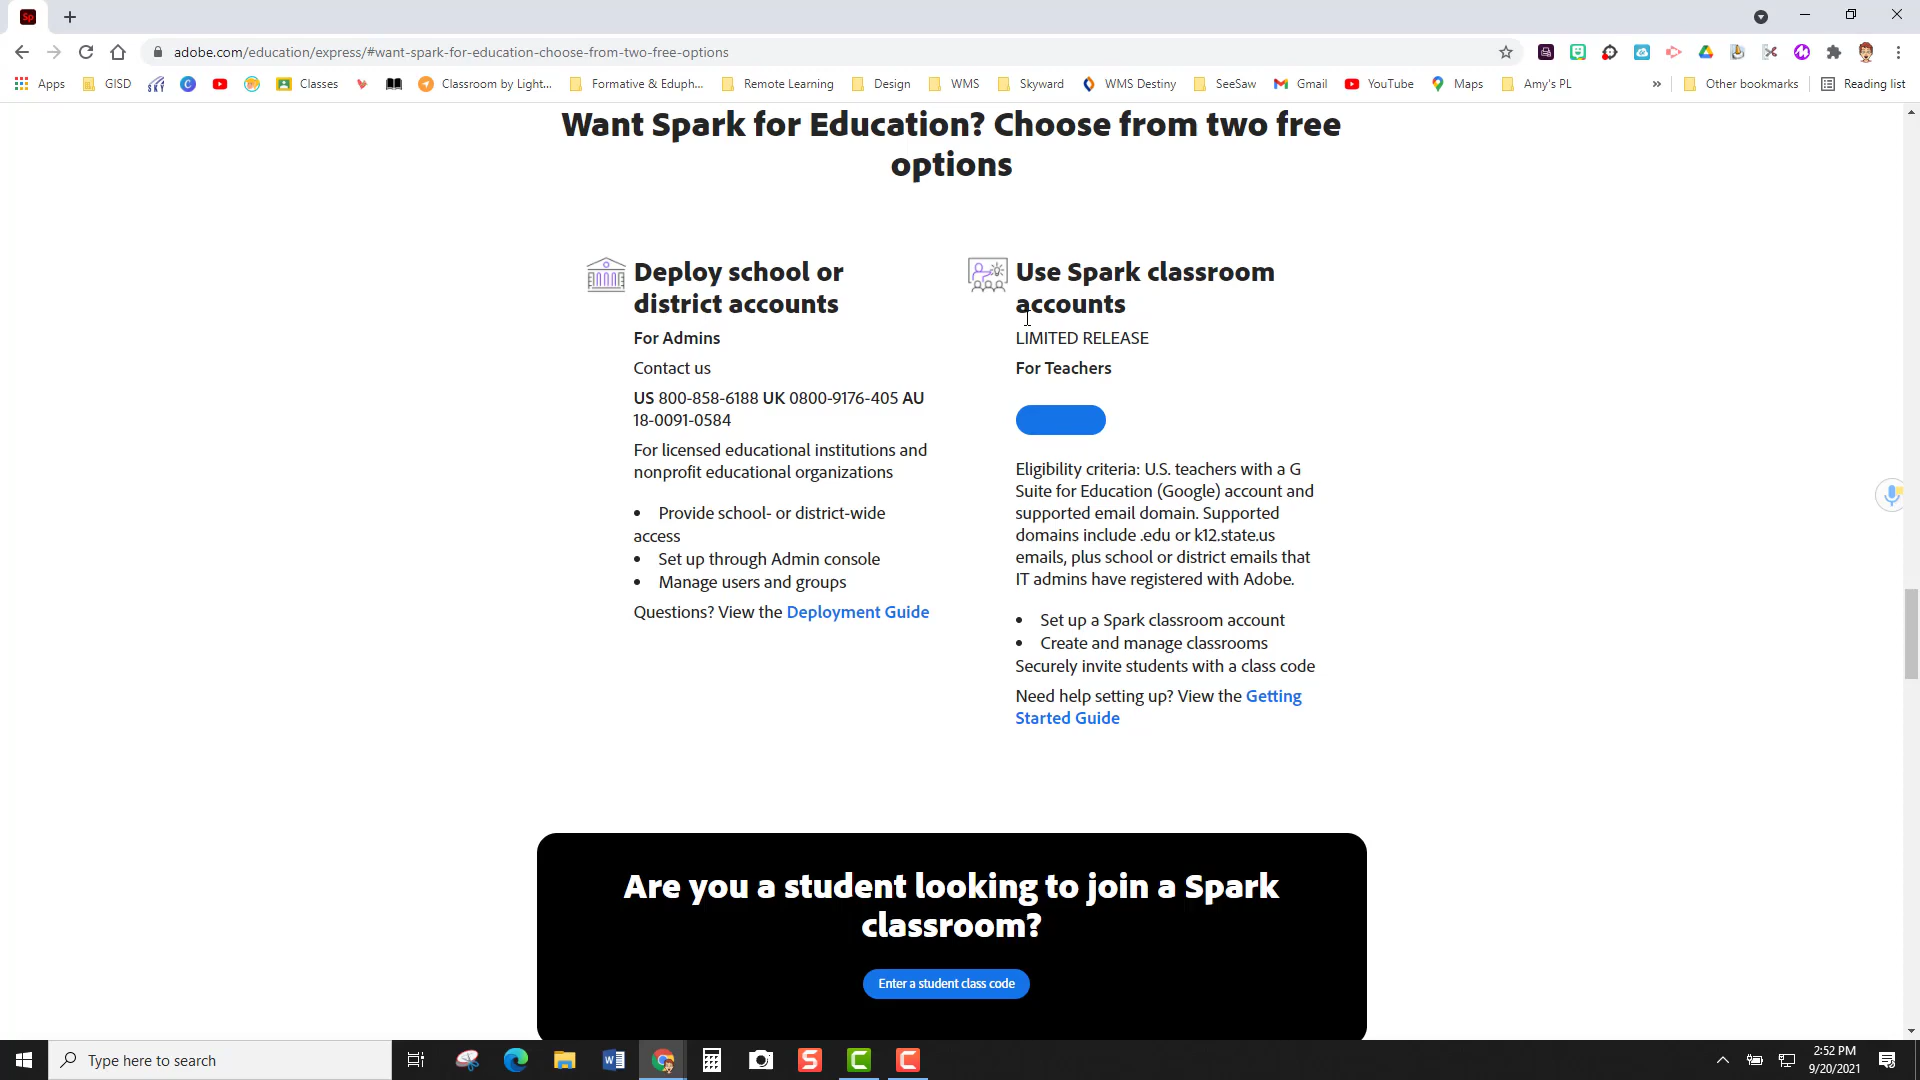 Sp
adobe.com/education/express/#want-spark-for-education-choose-from-two-free-options
Apps GISD Classes Classroom by Light... Formative & Eduph... Remote Learning Design WMS Skyward WMS Destiny SeeSaw Gmail YouTube Maps Amy's PL » Other bookmarks Reading list
Want Spark for Education? Choose from two free
options
Deploy school or
district accounts
For Admins
Contact us
US 800-858-6188 UK 0800-9176-405 AU
18-0091-0584
For licensed educational institutions and
nonprofit educational organizations
• Provide school- or district-wide
access
• Set up through Admin console
• Manage users and groups
Questions? View the Deployment Guide
Use Spark classroom
accounts
LIMITED RELEASE
For Teachers
Eligibility criteria: U.S. teachers with a G
Suite for Education (Google) account and
supported email domain. Supported
domains include .edu or k12.state.us
emails, plus school or district emails that
IT admins have registered with Adobe.
• Set up a Spark classroom account
• Create and manage classrooms
Securely invite students with a class code
Need help setting up? View the Getting
Started Guide
Are you a student looking to join a Spark
classroom?
Enter a student class code
Type here to search
2:52 PM
9/20/2021